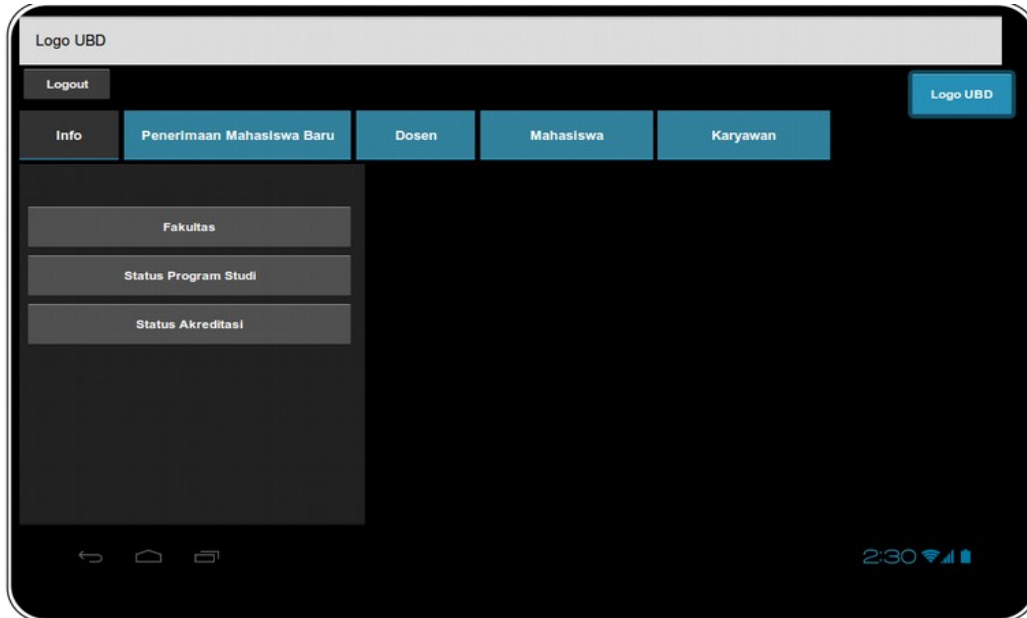 Logo UBD
Logout
Logo UBD
Info
Penerimaan Mahasiswa Baru
Dosen
Mahasiswa
Karyawan
Fakultas
Status Program Studi
Status Akreditasi
2:30